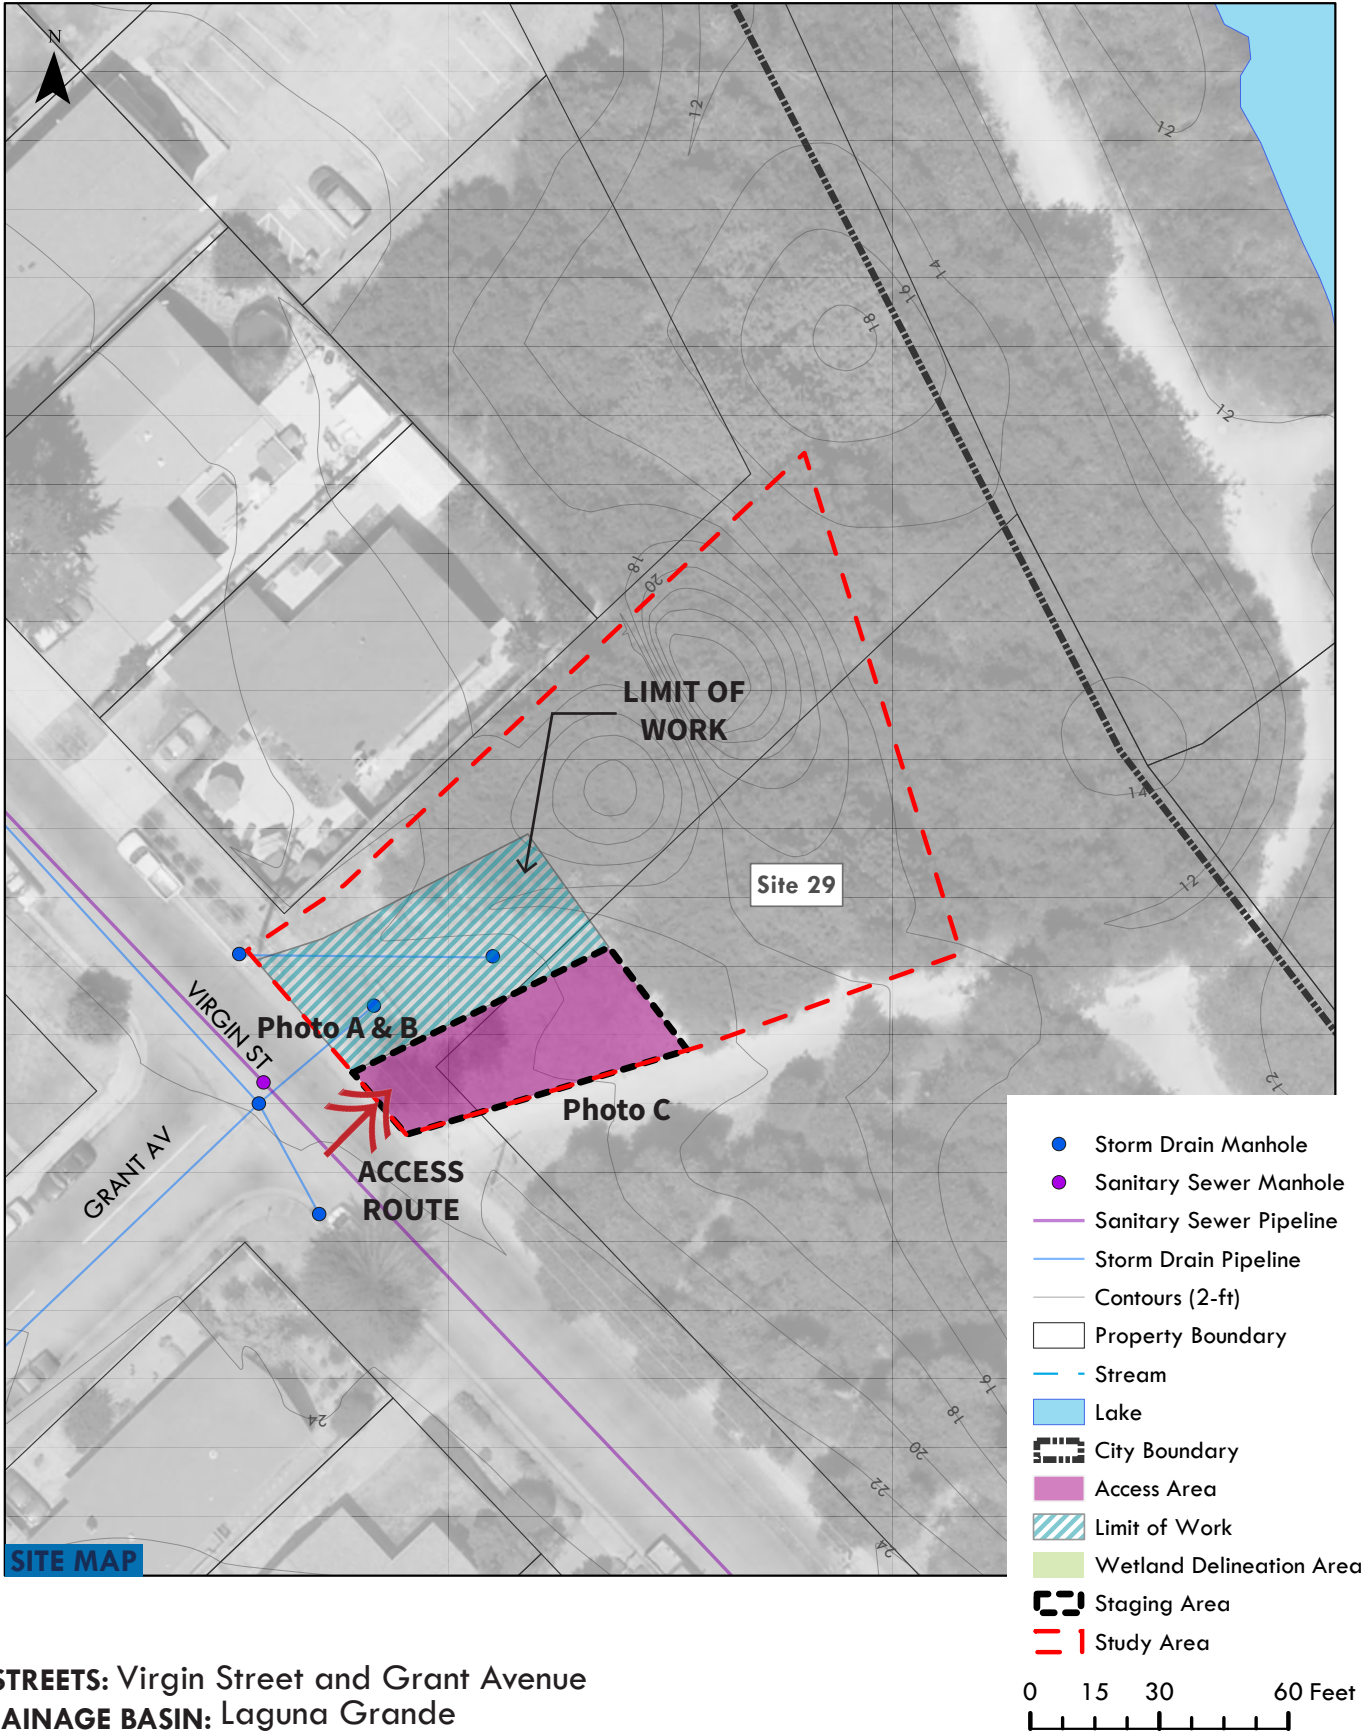 N
12
12
14
16
18
12
18
20
LIMIT OF
WORK
14
Site 29
12
VIRGIN ST
Photo A & B
12
Photo C
GRANT AV
ACCESS
ROUTE
16
18
24
20
22
24
SITE MAP
Storm Drain Manhole
Sanitary Sewer Manhole
Sanitary Sewer Pipeline
Storm Drain Pipeline
Contours (2-ft)
Property Boundary
Stream
Lake
City Boundary
Access Area
Limit of Work
Wetland Delineation Area
Staging Area
Study Area
0 15 30 60 Feet
STREETS: Virgin Street and Grant Avenue
AINAGE BASIN: Laguna Grande